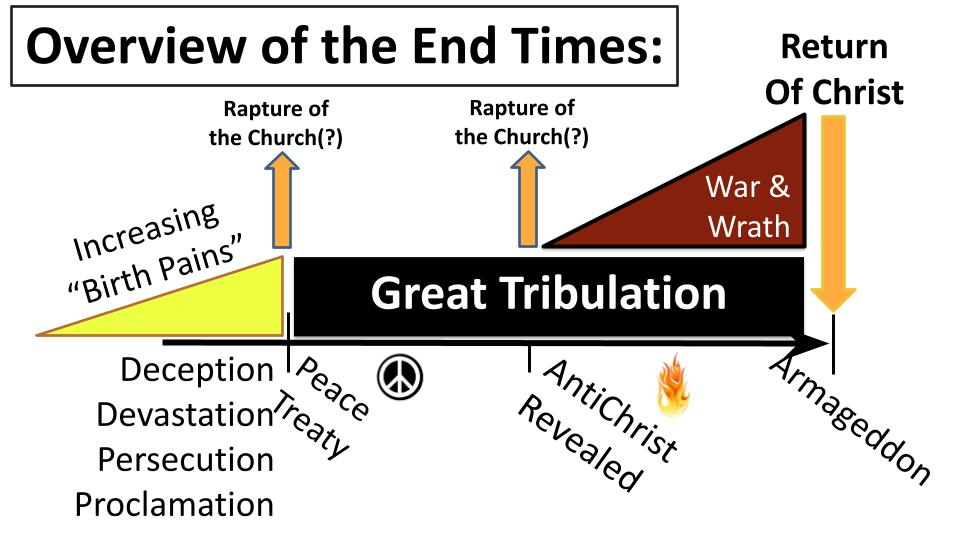 Overview of the End Times:
Return
Of Christ
Rapture of
the Church(?)
Rapture of
the Church(?)
War &
Wrath
Increasing
“Birth Pains”
Great Tribulation
Deception
Devastation
Persecution
Proclamation
Peace
Treaty
AntiChrist
Revealed
Armageddon